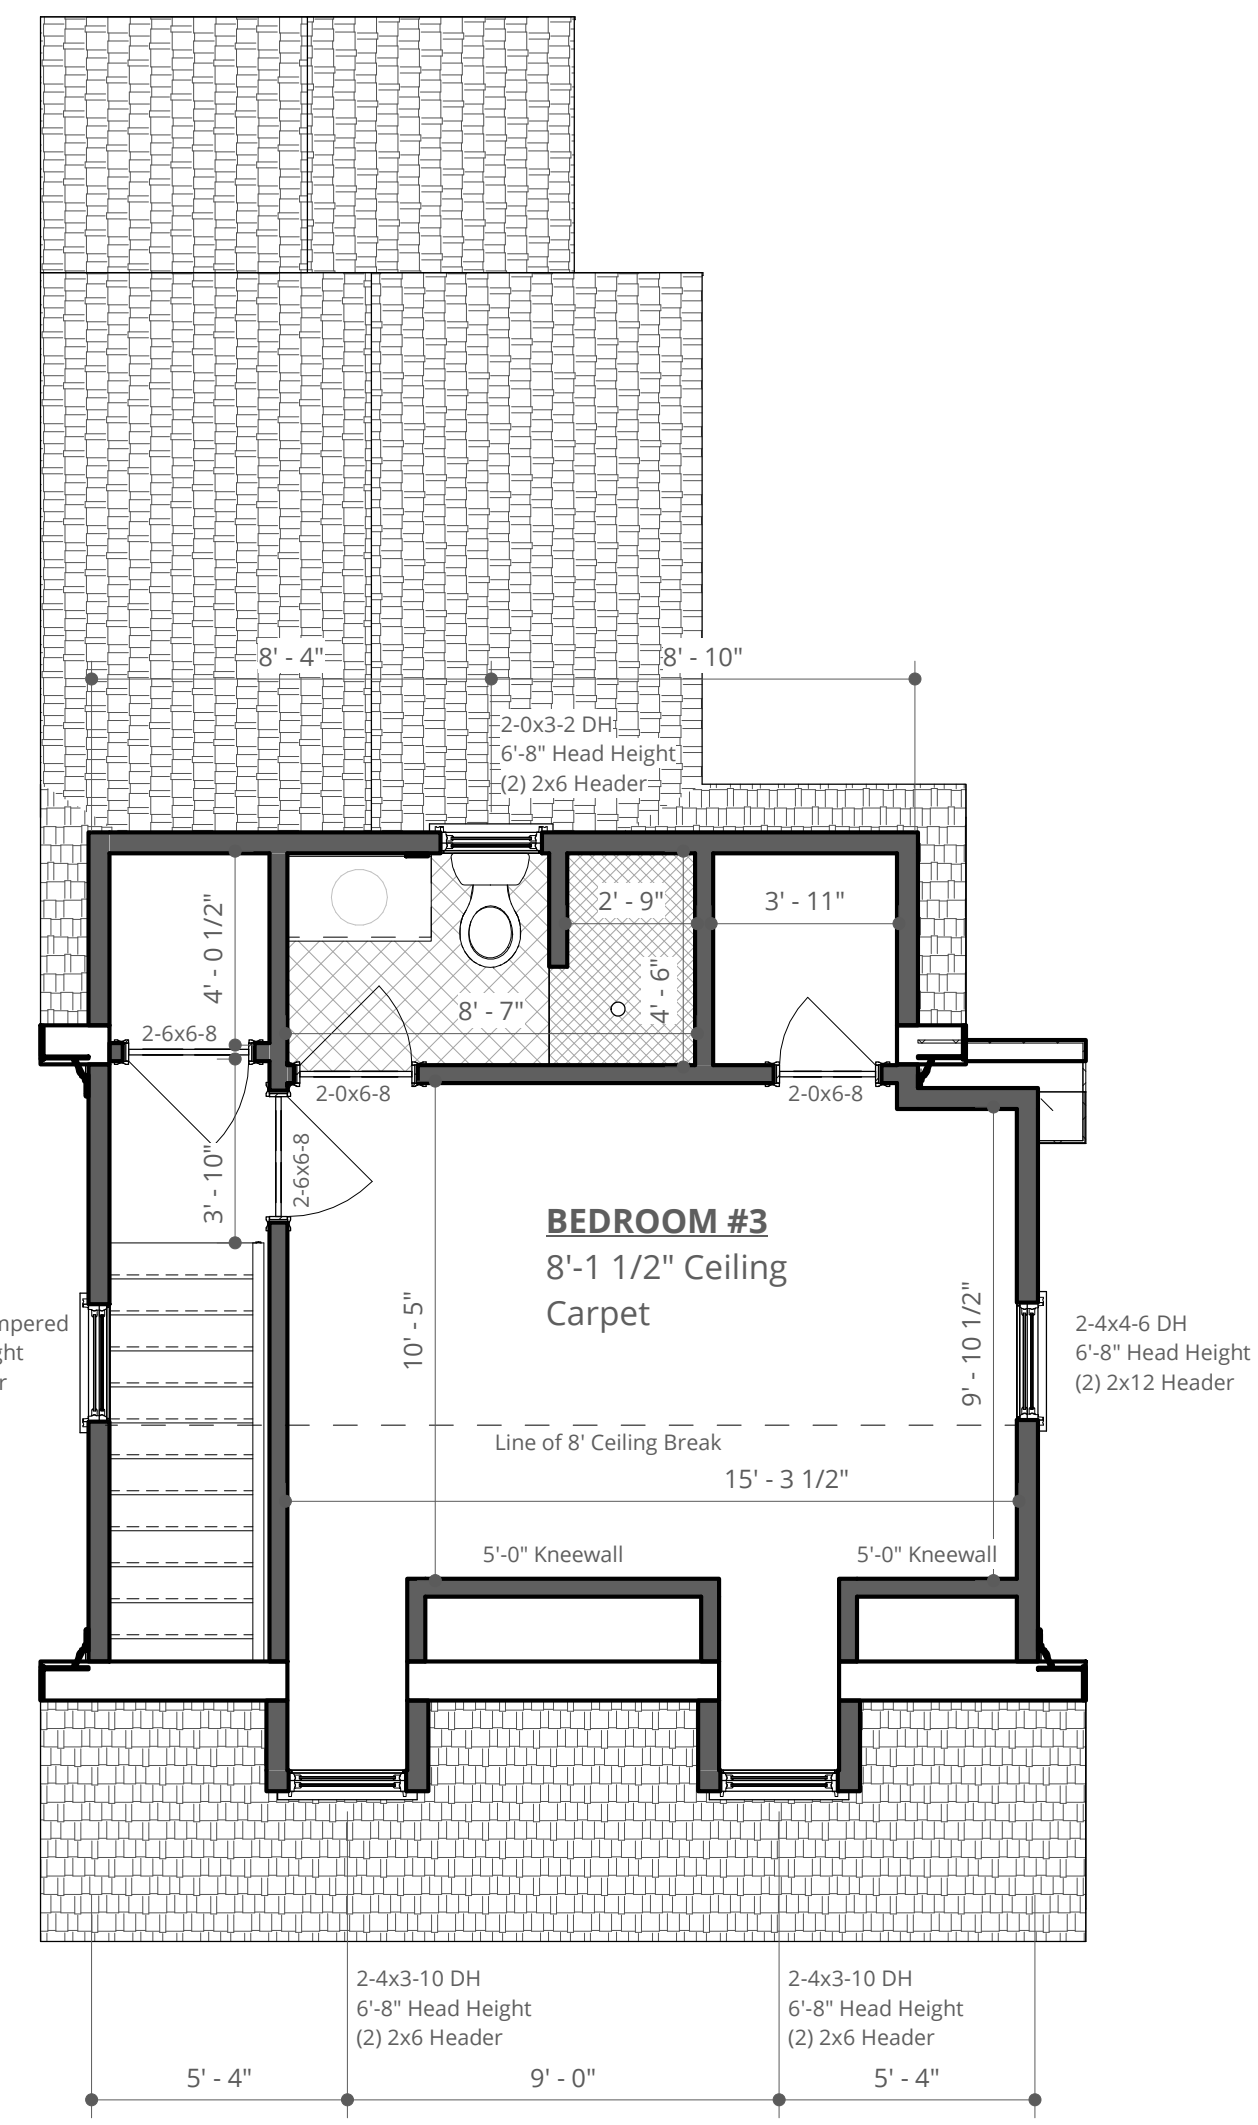 8' - 4"
8' - 10"
2-0x3-2 DH
6'-8" Head Height
(2) 2x6 Header
2' - 9"
3' - 11"
4' - 0 1/2"
4' - 6"
8' - 7"
2-6x6-8
2-0x6-8
2-0x6-8
3' - 10"
2-6x6-8
BEDROOM #3
8'-1 1/2" Ceiling
Carpet
10' - 5"
9' - 10 1/2"
2-4x4-6 DH
6'-8" Head Height
(2) 2x12 Header
Line of 8' Ceiling Break
15' - 3 1/2"
5'-0" Kneewall
5'-0" Kneewall
2-4x3-10 DH
6'-8" Head Height
(2) 2x6 Header
2-4x3-10 DH
6'-8" Head Height
(2) 2x6 Header
5' - 4"
9' - 0"
5' - 4"